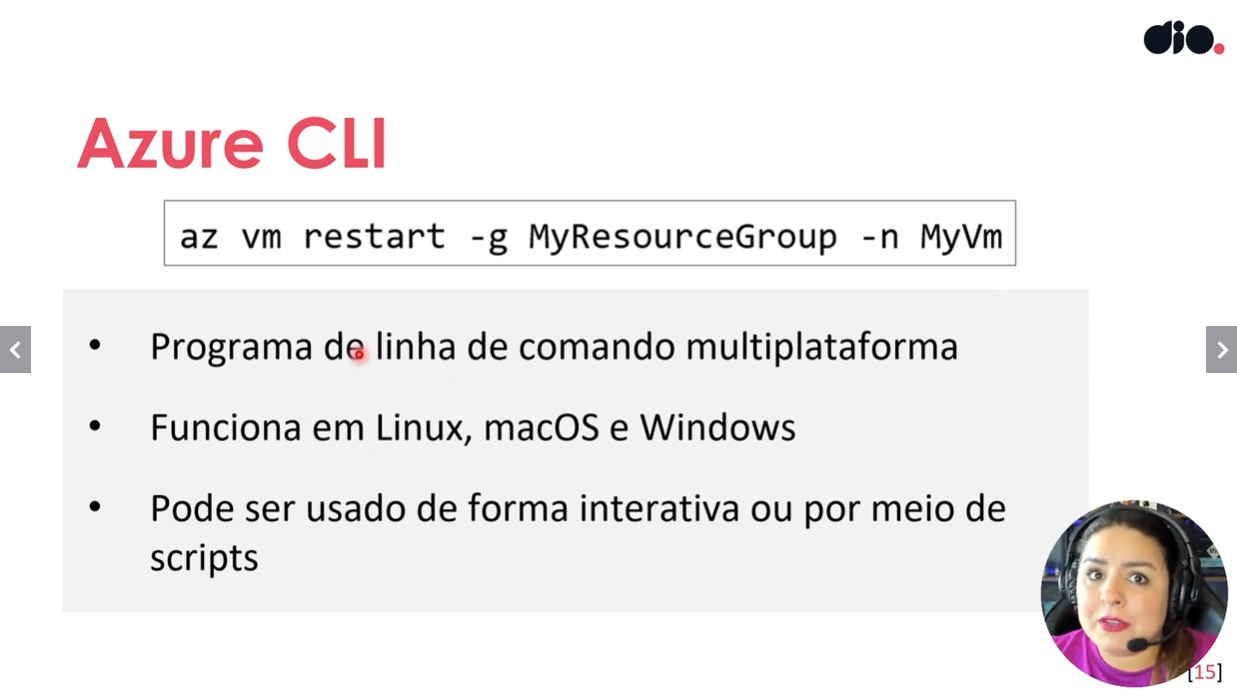 dio.
Azure CLI
az vm restart -g MyResourceGroup -n MyVm
• Programa de linha de comando multiplataforma
• Funciona em Linux, macOS e Windows
• Pode ser usado de forma interativa ou por meio de
scripts
[15]